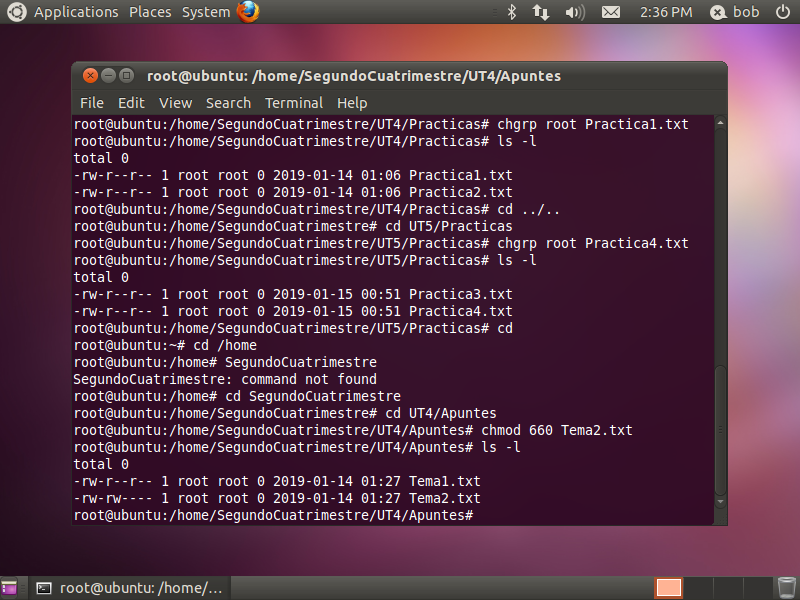 Applications Places System 2:36 PM bob
root@ubuntu: /home/SegundoCuatrimestre/UT4/Apuntes
File Edit View Search Terminal Help
root@ubuntu:/home/SegundoCuatrimestre/UT4/Practicas# chgrp root Practica1.txt
root@ubuntu:/home/SegundoCuatrimestre/UT4/Practicas# ls -l
total 0
-rw-r--r-- 1 root root 0 2019-01-14 01:06 Practica1.txt
-rw-r--r-- 1 root root 0 2019-01-14 01:06 Practica2.txt
root@ubuntu:/home/SegundoCuatrimestre/UT4/Practicas# cd ../..
root@ubuntu:/home/SegundoCuatrimestre# cd UT5/Practicas
root@ubuntu:/home/SegundoCuatrimestre/UT5/Practicas# chgrp root Practica4.txt
root@ubuntu:/home/SegundoCuatrimestre/UT5/Practicas# ls -l
total 0
-rw-r--r-- 1 root root 0 2019-01-15 00:51 Practica3.txt
-rw-r--r-- 1 root root 0 2019-01-15 00:51 Practica4.txt
root@ubuntu:/home/SegundoCuatrimestre/UT5/Practicas# cd
root@ubuntu:~# cd /home
root@ubuntu:/home# SegundoCuatrimestre
SegundoCuatrimestre: command not found
root@ubuntu:/home# cd SegundoCuatrimestre
root@ubuntu:/home/SegundoCuatrimestre# cd UT4/Apuntes
root@ubuntu:/home/SegundoCuatrimestre/UT4/Apuntes# chmod 660 Tema2.txt
root@ubuntu:/home/SegundoCuatrimestre/UT4/Apuntes# ls -l
total 0
-rw-r--r-- 1 root root 0 2019-01-14 01:27 Tema1.txt
-rw-rw---- 1 root root 0 2019-01-14 01:27 Tema2.txt
root@ubuntu:/home/SegundoCuatrimestre/UT4/Apuntes#
root@ubuntu: /home/...